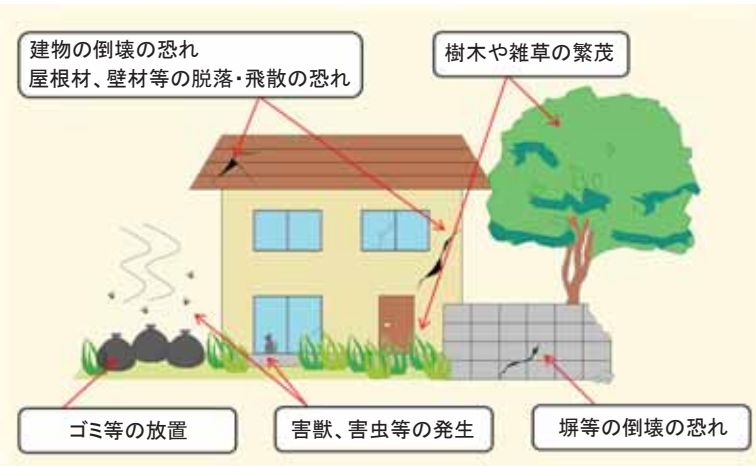 建物の倒壊の恐れ
屋根材、壁材等の脱落・飛散の恐れ
樹木や雑草の繁茂
ゴミ等の放置
害獣、害虫等の発生
塀等の倒壊の恐れ